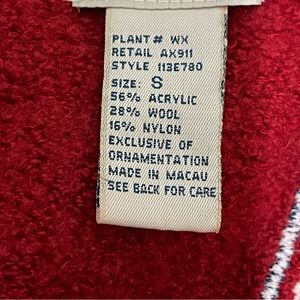 PLANT# WX
RETAIL AX911
STYLE 113E780
SIZE: S
56% ACRYLIC
28% WOOL
16% NYLON
EXCLUSIVE OF
ORNAMENTATION
MADE IN MACAU
SEE BACK FOR CARE